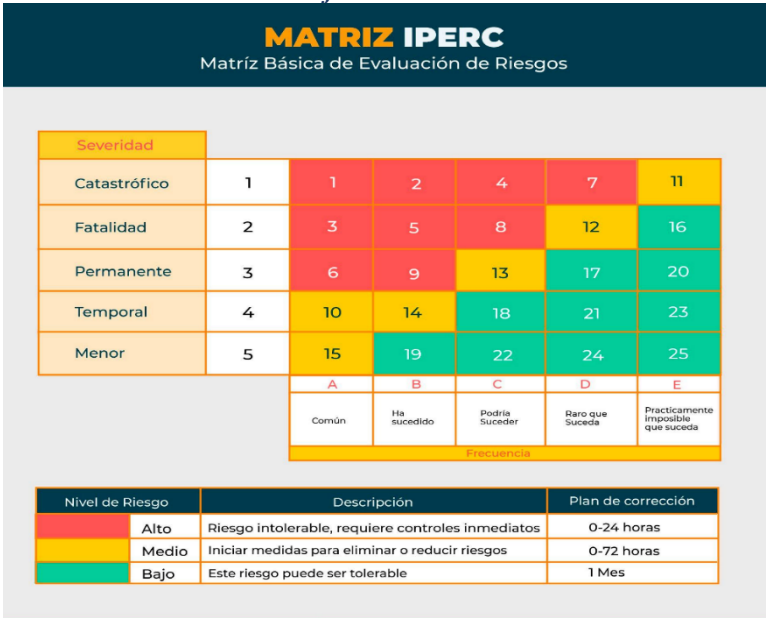 MATRIZ IPERC
Matríz Básica de Evaluación de Riesgos
Severidad
Catastrófico 1 1 2 4 7 11
Fatalidad 2 3 5 8 12 16
Permanente 3 6 9 13 17 20
Temporal 4 10 14 18 21 23
Menor 5 15 19 22 24 25
A B C D E
Común
Ha
sucedido
Podría
Suceder
Raro que
Suceda
Practicamente
imposible
que suceda
Frecuencia
Nivel de Riesgo Descripción Plan de corrección
Alto Riesgo intolerable, requiere controles inmediatos 0-24 horas
Medio Iniciar medidas para eliminar o reducir riesgos 0-72 horas
Bajo Este riesgo puede ser tolerable 1 Mes